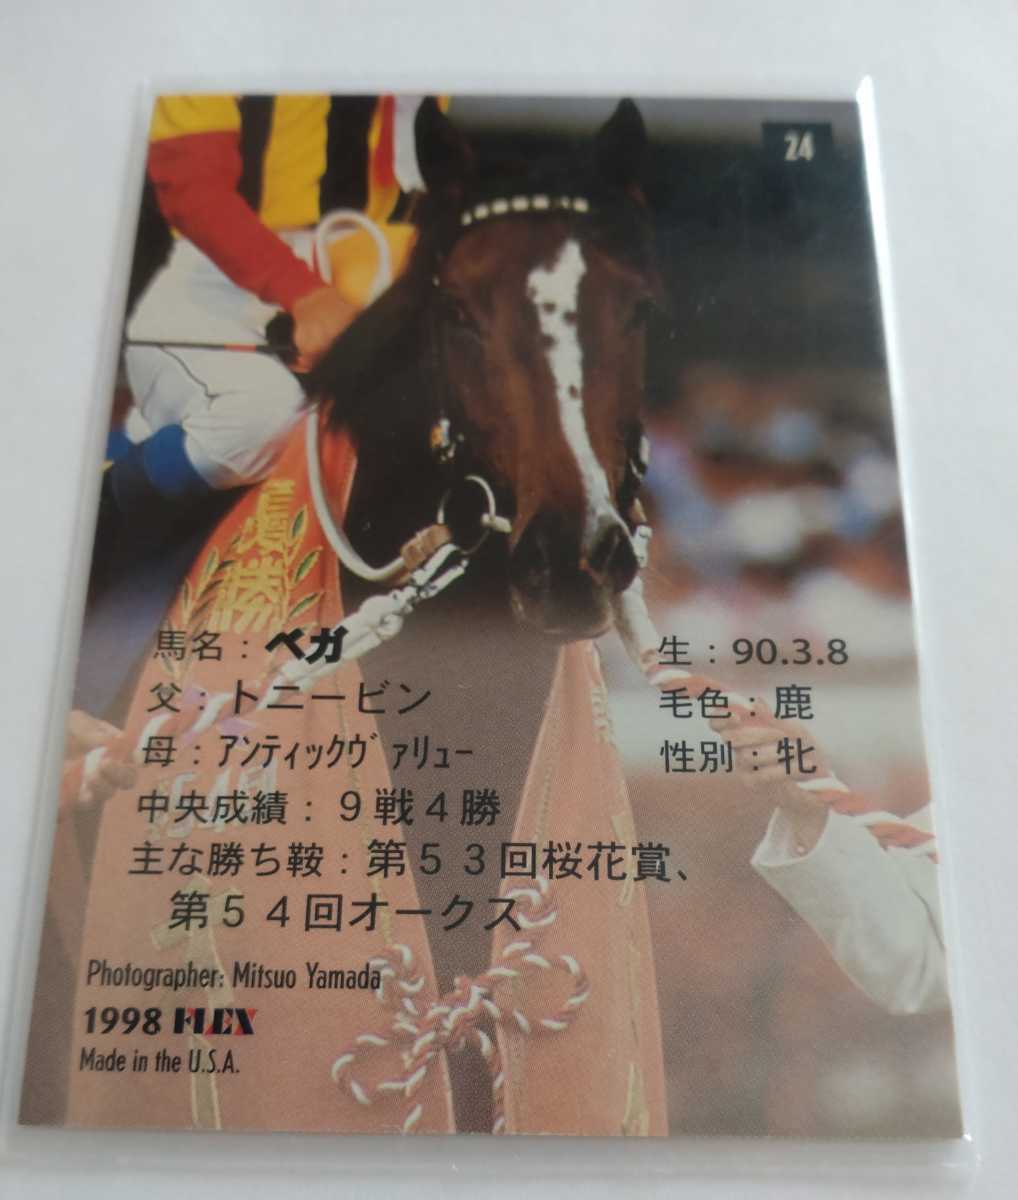 24
優勝
馬名：ベガ
生：90.3.8
父：トニービン
毛色：鹿
母：ｱﾝﾃｨｯｸｳﾞｧﾘｭｰ
性別：牝
中央成績：９戦４勝
主な勝ち鞍：第５３回桜花賞、
第５４回オークス
Photographer: Mitsuo Yamada
1998 FLEX
Made in the U.S.A.